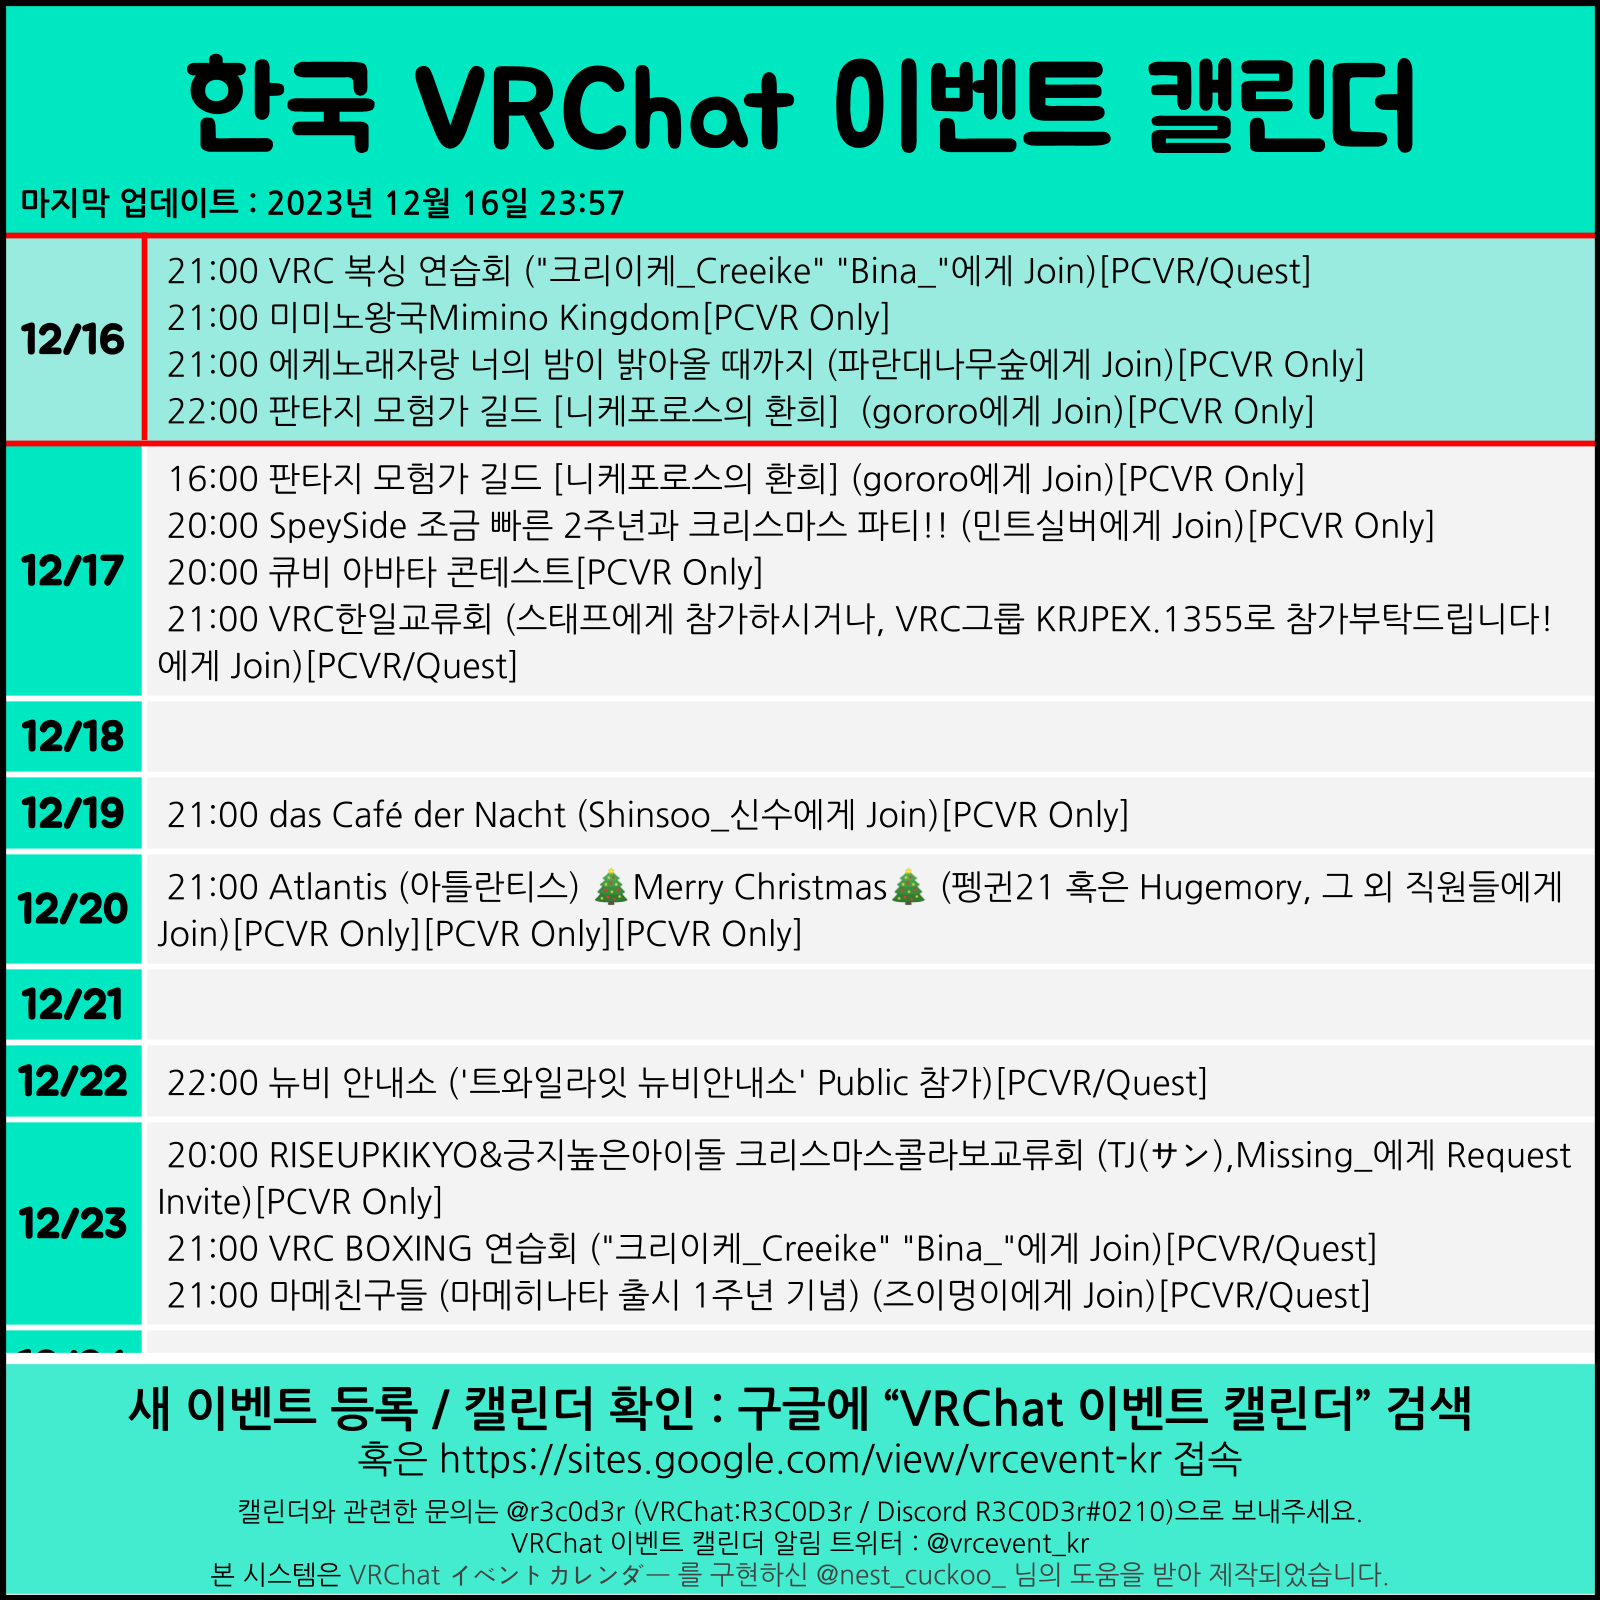 한국 VRChat 이벤트 캘린더
마지막 업데이트 : 2023년 12월 16일 23:57
12/16
21:00 VRC 복싱 연습회 ("크리이케_Creeike" "Bina_"에게 Join)[PCVR/Quest]
21:00 미미노왕국Mimino Kingdom[PCVR Only]
21:00 에케노래자랑 너의 밤이 밝아올 때까지 (파란대나무숲에게 Join)[PCVR Only]
22:00 판타지 모험가 길드 [니케포로스의 환희]  (gororo에게 Join)[PCVR Only]
12/17
16:00 판타지 모험가 길드 [니케포로스의 환희] (gororo에게 Join)[PCVR Only]
20:00 SpeySide 조금 빠른 2주년과 크리스마스 파티!! (민트실버에게 Join)[PCVR Only]
20:00 큐비 아바타 콘테스트[PCVR Only]
21:00 VRC한일교류회 (스태프에게 참가하시거나, VRC그룹 KRJPEX.1355로 참가부탁드립니다!
에게 Join)[PCVR/Quest]
12/18
12/19
21:00 das Café der Nacht (Shinsoo_신수에게 Join)[PCVR Only]
12/20
21:00 Atlantis (아틀란티스) 🎄Merry Christmas🎄 (펭귄21 혹은 Hugemory, 그 외 직원들에게
Join)[PCVR Only][PCVR Only][PCVR Only]
12/21
12/22
22:00 뉴비 안내소 ('트와일라잇 뉴비안내소' Public 참가)[PCVR/Quest]
12/23
20:00 RISEUPKIKYO&긍지높은아이돌 크리스마스콜라보교류회 (TJ(サン),Missing_에게 Request
Invite)[PCVR Only]
21:00 VRC BOXING 연습회 ("크리이케_Creeike" "Bina_"에게 Join)[PCVR/Quest]
21:00 마메친구들 (마메히나타 출시 1주년 기념) (즈이멍이에게 Join)[PCVR/Quest]
새 이벤트 등록 / 캘린더 확인 : 구글에 “VRChat 이벤트 캘린더” 검색
혹은 https://sites.google.com/view/vrcevent-kr 접속
캘린더와 관련한 문의는 @r3c0d3r (VRChat:R3C0D3r / Discord R3C0D3r#0210)으로 보내주세요.
VRChat 이벤트 캘린더 알림 트위터 : @vrcevent_kr
본 시스템은 VRChat イベントカレンダー 를 구현하신 @nest_cuckoo_ 님의 도움을 받아 제작되었습니다.